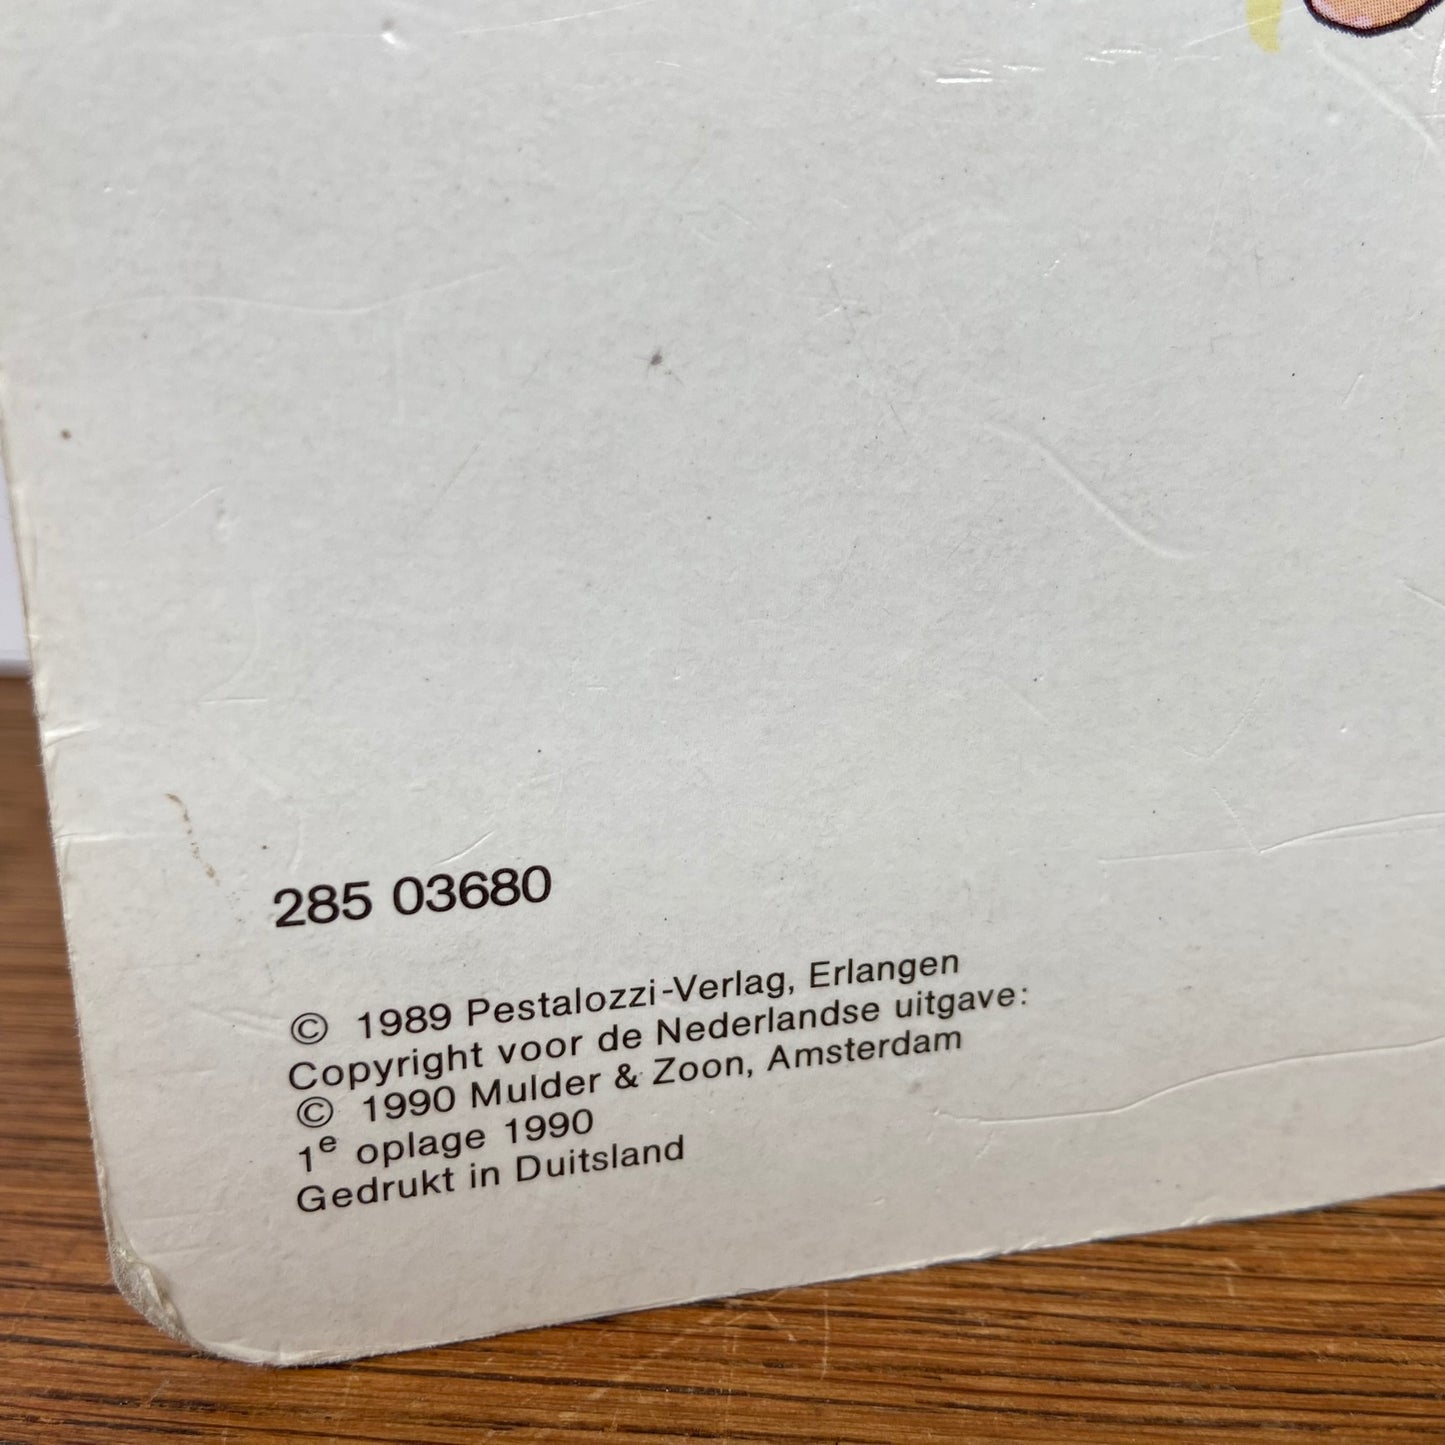 285 03680
© 1989 Pestalozzi-Verlag, Erlangen
Copyright voor de Nederlandse uitgave:
© 1990 Mulder & Zoon, Amsterdam
1e oplage 1990
Gedrukt in Duitsland